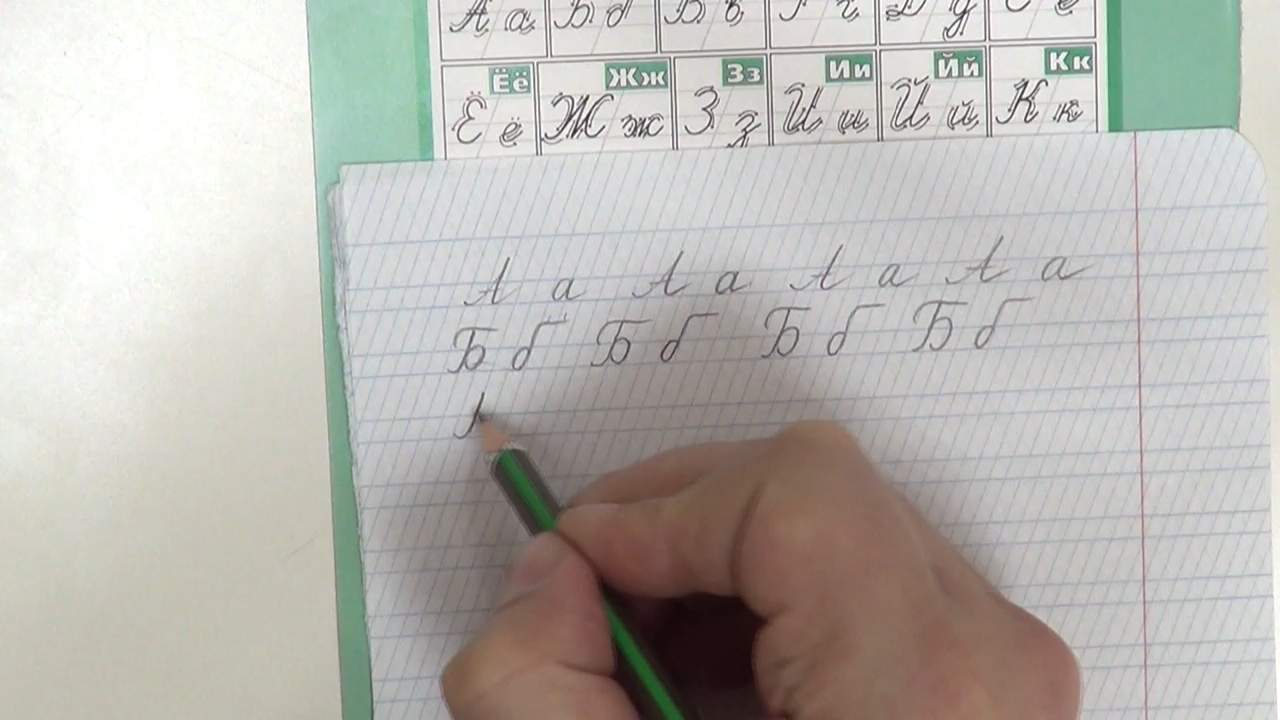 А а Б б В в Г г Д д Е е
Ёё Жж Зз Ии Йй Кк
Ё ё Ж ж З з И и Й й К к
А а А а А а А а
Б б Б б Б б Б б